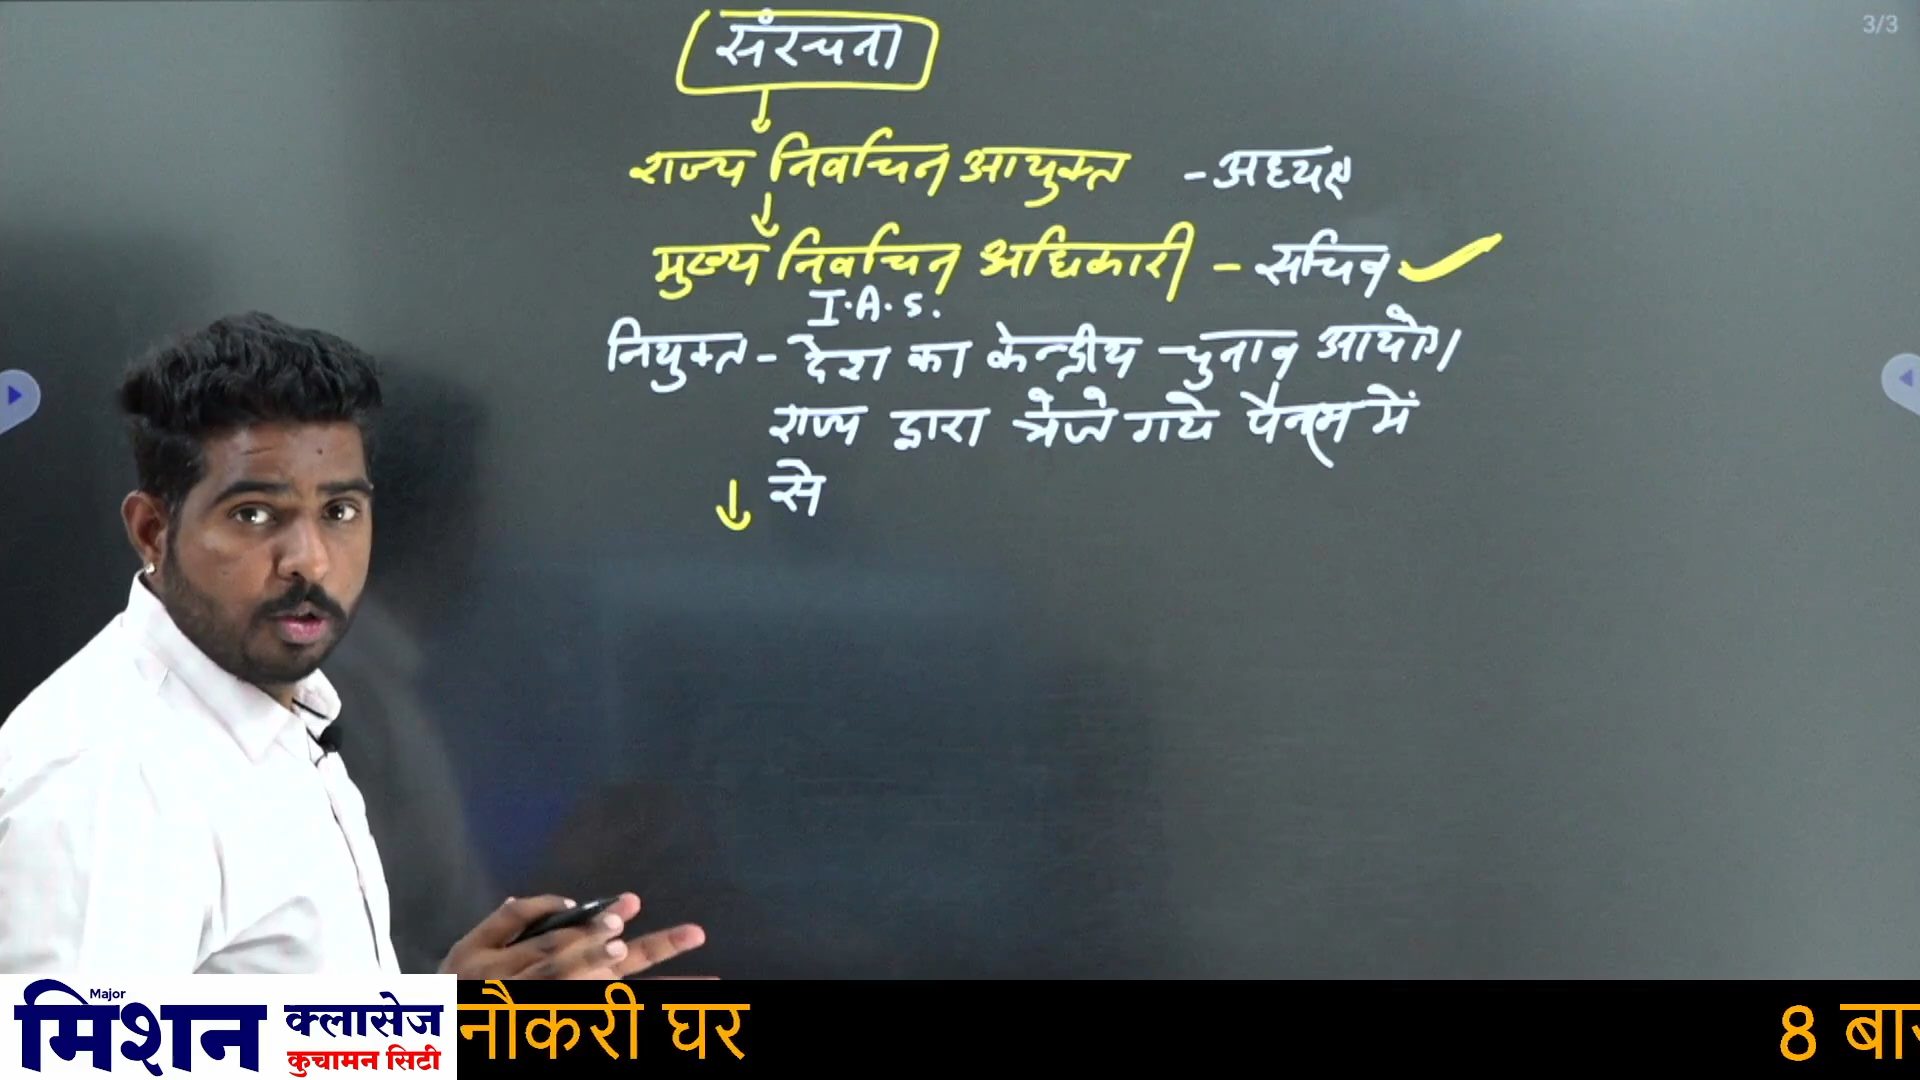 3/3
संरचना
राज्य निर्वाचन आयुक्त - अध्यक्ष
मुख्य निर्वाचन अधिकारी - सचिव
I.A.S.
नियुक्त - देश का केन्द्रीय चुनाव आयोग।
राज्य द्वारा भेजे गये पैनल में
से
Major
मिशन क्लासेज
कुचामन सिटी
नौकरी घर 8 बार